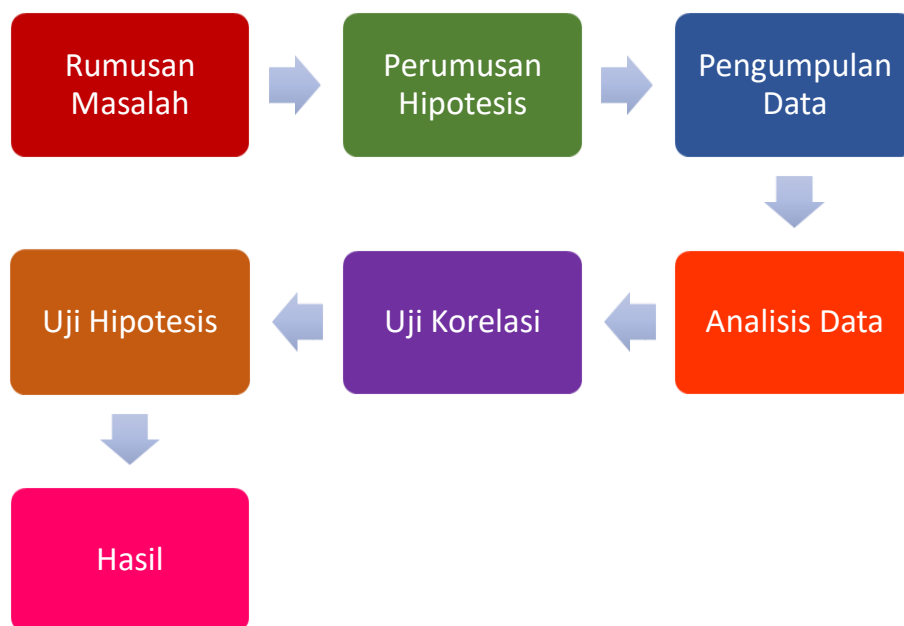 Rumusan
Masalah
Perumusan
Hipotesis
Pengumpulan
Data
Analisis Data
Uji Korelasi
Uji Hipotesis
Hasil